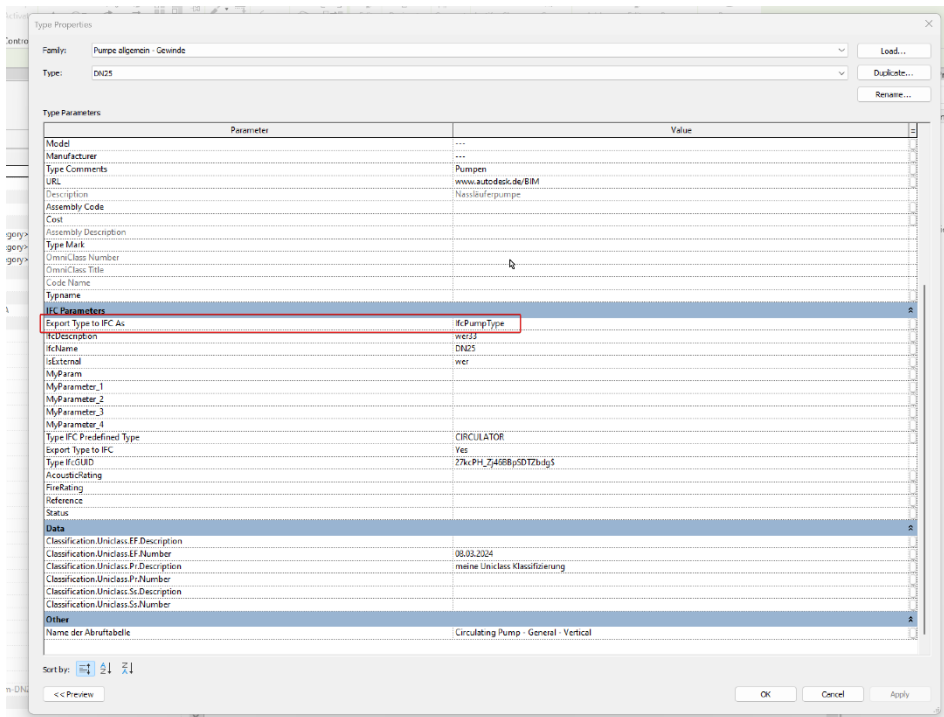 Type Properties
Family: Pumpe allgemein - Gewinde Load...
Type: DN25 Duplicate...
Rename...
Type Parameters
Parameter Value =
Model ---
Manufacturer ---
Type Comments Pumpen
URL www.autodesk.de/BIM
Description Nassläuferpumpe
Assembly Code
Cost
Assembly Description
Type Mark
OmniClass Number
OmniClass Title
Code Name
Typname
IFC Parameters
Export Type to IFC As IfcPumpType
IfcDescription wer33
IfcName DN25
IsExternal wer
MyParam
MyParameter_1
MyParameter_2
MyParameter_3
MyParameter_4
Type IFC Predefined Type CIRCULATOR
Export Type to IFC Yes
Type IfcGUID
AcousticRating
FireRating
Reference
Status
Data
Classification.Uniclass.EF.Description
Classification.Uniclass.EF.Number 08.03.2024
Classification.Uniclass.Pr.Description meine Uniclass Klassifizierung
Classification.Uniclass.Pr.Number
Classification.Uniclass.Ss.Description
Classification.Uniclass.Ss.Number
Other
Name der Abruftabelle Circulating Pump - General - Vertical
Sort by:
<< Preview OK Cancel Apply